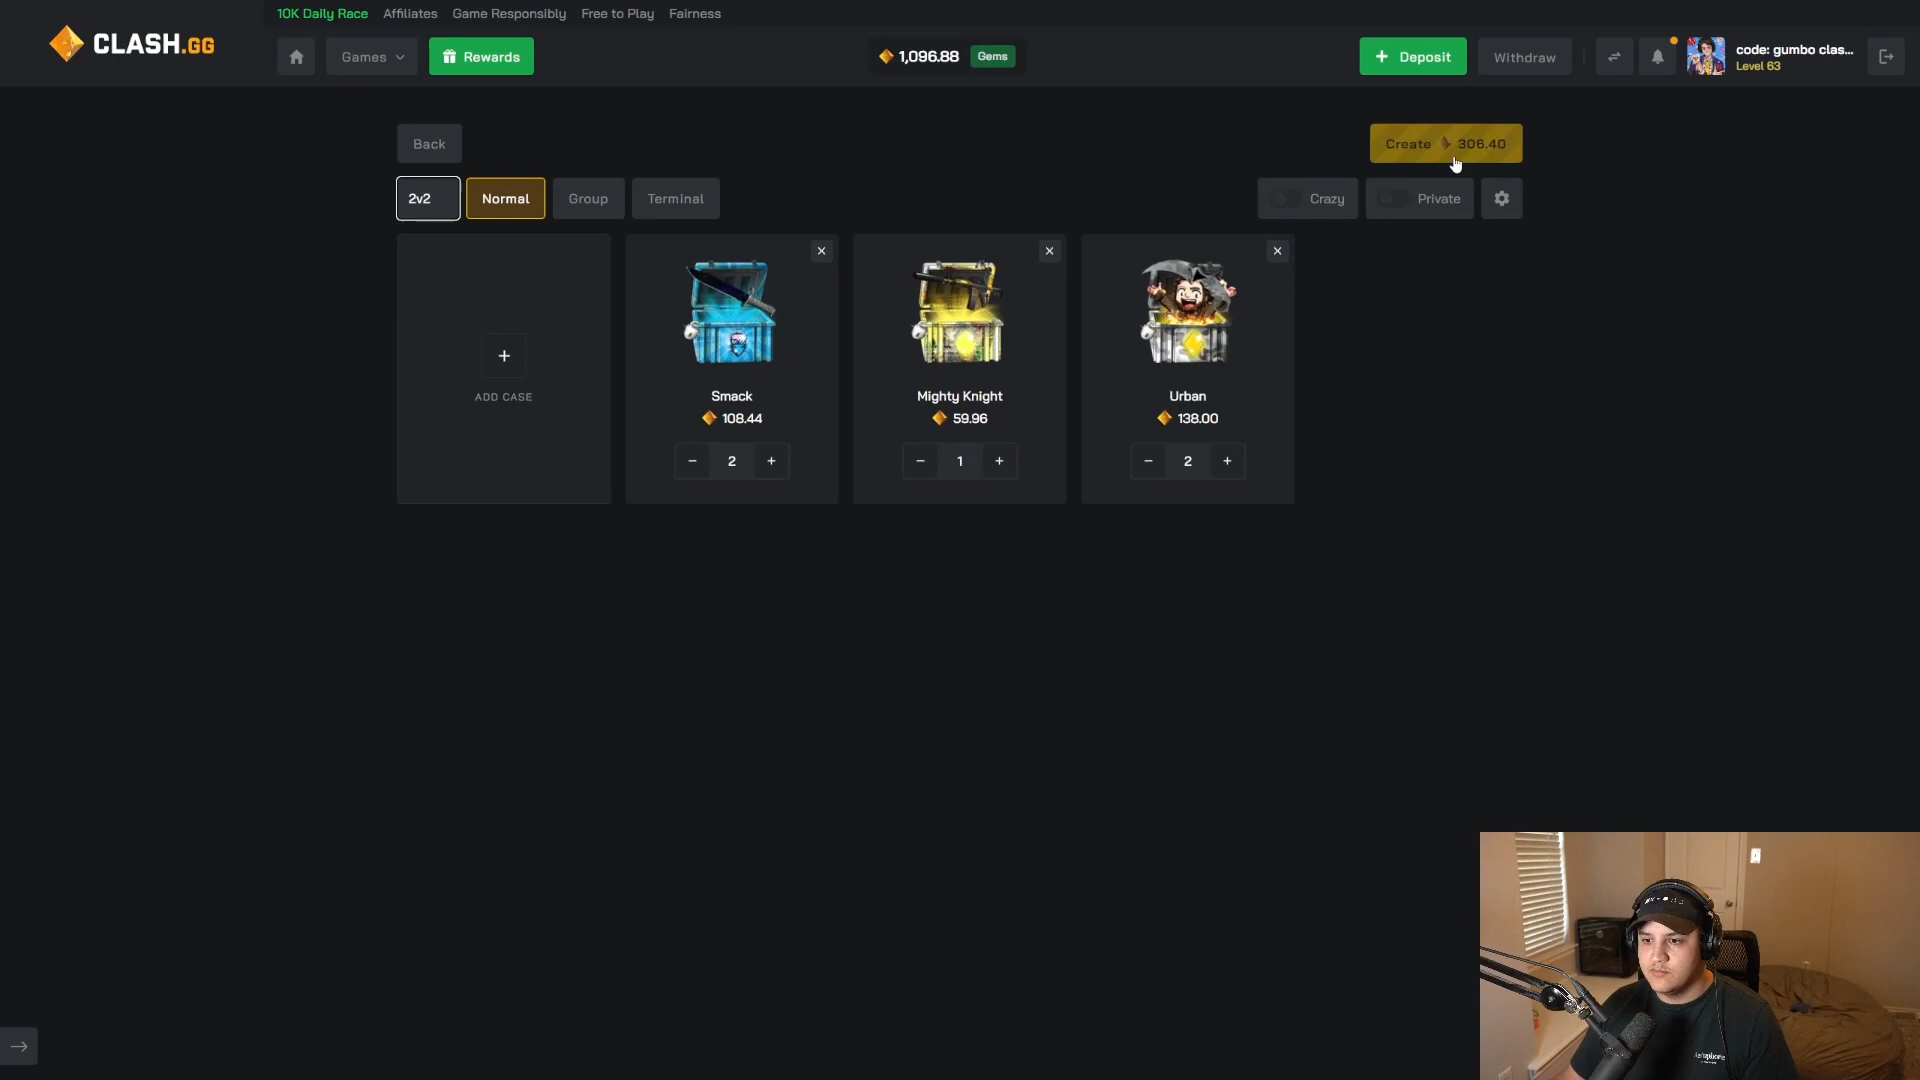 10K Daily Race Affiliates Game Responsibly Free to Play Fairness
CLASH.GG
Games
Rewards
1,096.88 Gems
+ Deposit
Withdraw
code: gumbo clas...
Level 63
Back
Create 306.40
2v2
Normal
Group
Terminal
Crazy
Private
+
ADD CASE
Smack
108.44
- 2 +
Mighty Knight
59.96
- 1 +
Urban
138.00
- 2 +